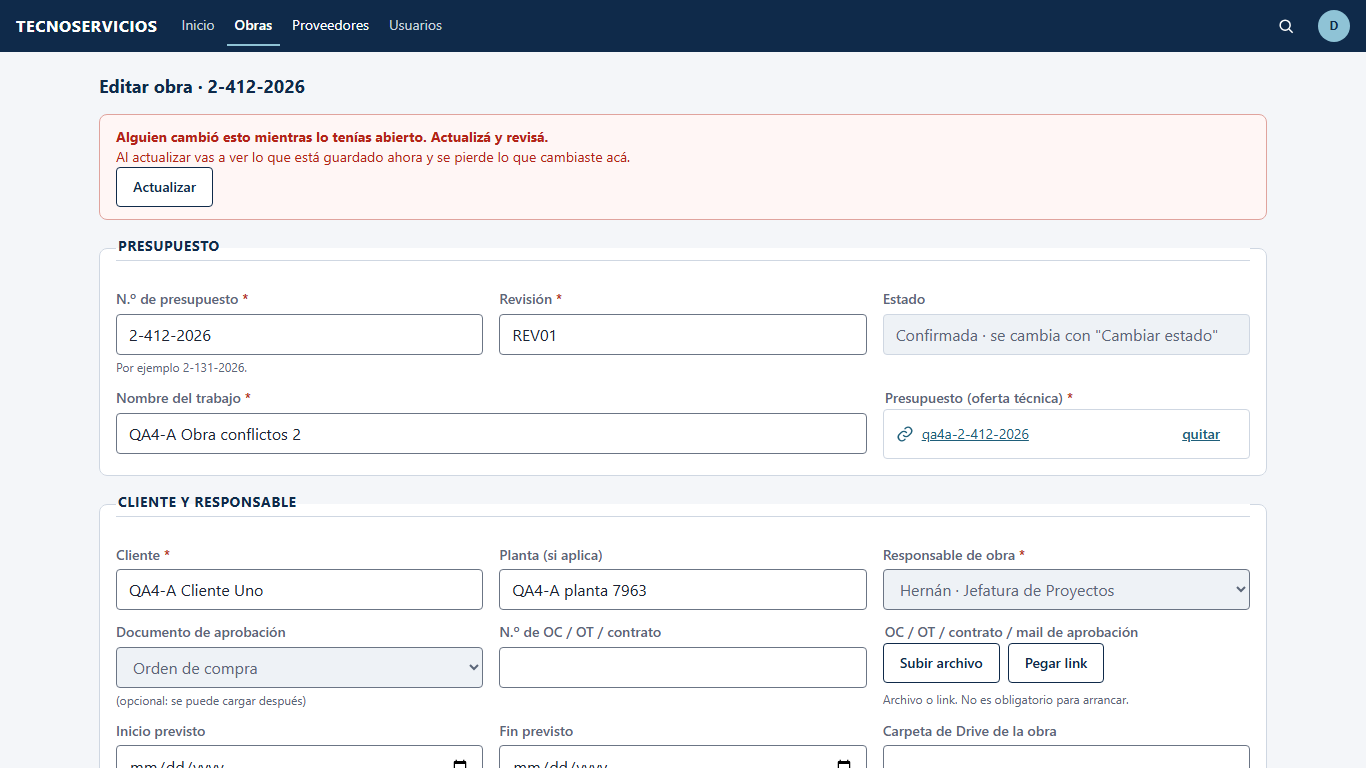 TECNOSERVICIOS Inicio Obras Proveedores Usuarios D
Editar obra · 2-412-2026
Alguien cambió esto mientras lo tenías abierto. Actualizá y revisá.
Al actualizar vas a ver lo que está guardado ahora y se pierde lo que cambiaste acá.
Actualizar
PRESUPUESTO
N.º de presupuesto * Revisión * Estado
2-412-2026 REV01 Confirmada · se cambia con "Cambiar estado"
Por ejemplo 2-131-2026.
Nombre del trabajo * Presupuesto (oferta técnica) *
QA4-A Obra conflictos 2 qa4a-2-412-2026 quitar
CLIENTE Y RESPONSABLE
Cliente * Planta (si aplica) Responsable de obra *
QA4-A Cliente Uno QA4-A planta 7963 Hernán · Jefatura de Proyectos
Documento de aprobación N.º de OC / OT / contrato OC / OT / contrato / mail de aprobación
Orden de compra Subir archivo Pegar link
(opcional: se puede cargar después) Archivo o link. No es obligatorio para arrancar.
Inicio previsto Fin previsto Carpeta de Drive de la obra
mm/dd/yyyy mm/dd/yyyy